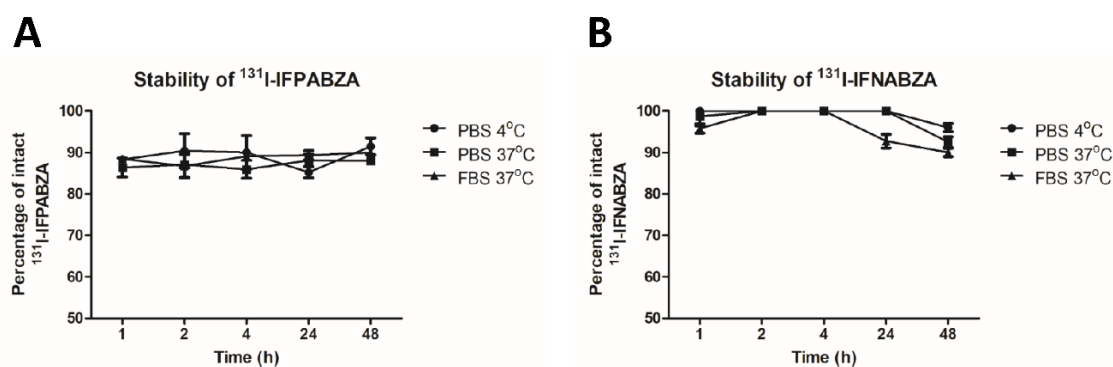 A
Stability of ¹³¹I-IFPABZA
Percentage of intact
¹³¹I-IFPABZA
100
90
80
70
60
50
1 2 4 24 48
Time (h)
PBS 4°C
PBS 37°C
FBS 37°C
B
Stability of ¹³¹I-IFNABZA
Percentage of intact
¹³¹I-IFNABZA
100
90
80
70
60
50
1 2 4 24 48
Time (h)
PBS 4°C
PBS 37°C
FBS 37°C